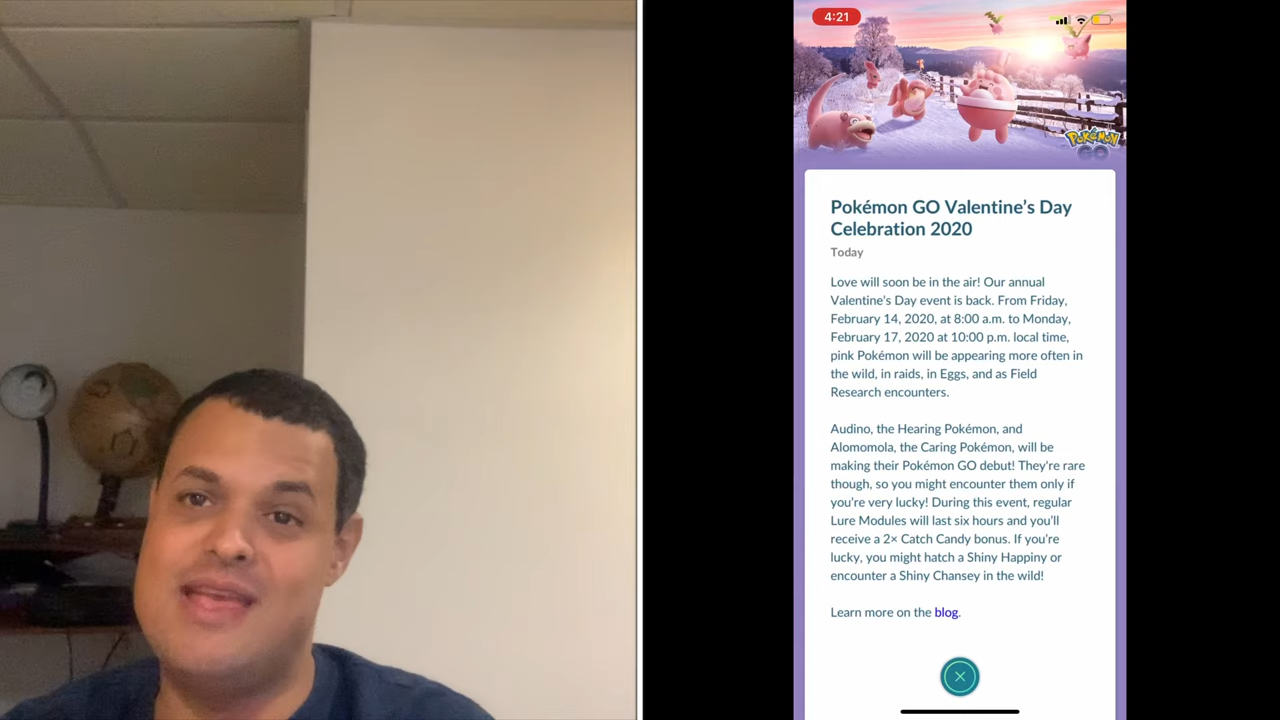 4:21
POKÉMON
GO
Pokémon GO Valentine’s Day
Celebration 2020
Today
Love will soon be in the air! Our annual
Valentine's Day event is back. From Friday,
February 14, 2020, at 8:00 a.m. to Monday,
February 17, 2020 at 10:00 p.m. local time,
pink Pokémon will be appearing more often in
the wild, in raids, in Eggs, and as Field
Research encounters.
Audino, the Hearing Pokémon, and
Alomomola, the Caring Pokémon, will be
making their Pokémon GO debut! They're rare
though, so you might encounter them only if
you're very lucky! During this event, regular
Lure Modules will last six hours and you'll
receive a 2× Catch Candy bonus. If you're
lucky, you might hatch a Shiny Happiny or
encounter a Shiny Chansey in the wild!
Learn more on the blog.